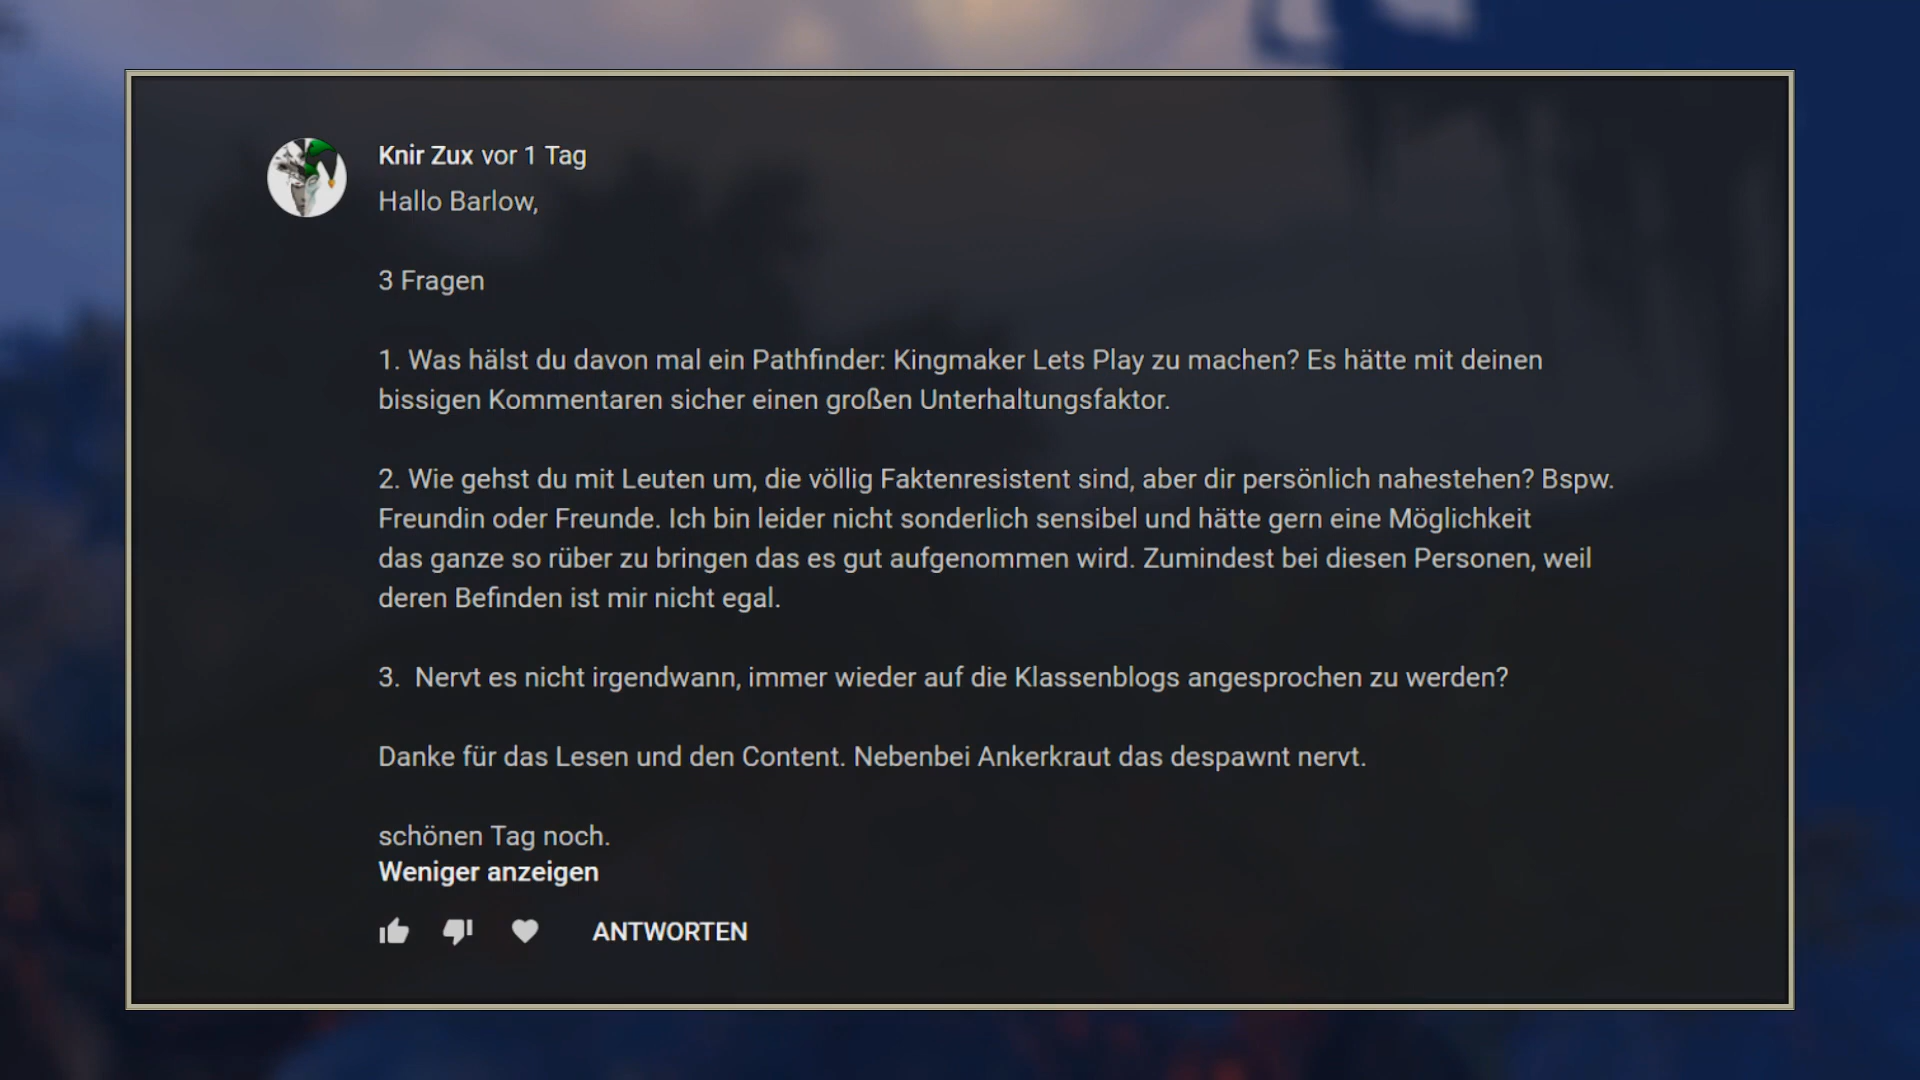 Knir Zux vor 1 Tag
Hallo Barlow,
3 Fragen
1. Was hälst du davon mal ein Pathfinder: Kingmaker Lets Play zu machen? Es hätte mit deinen
bissigen Kommentaren sicher einen großen Unterhaltungsfaktor.
2. Wie gehst du mit Leuten um, die völlig Faktenresistent sind, aber dir persönlich nahestehen? Bspw.
Freundin oder Freunde. Ich bin leider nicht sonderlich sensibel und hätte gern eine Möglichkeit
das ganze so rüber zu bringen das es gut aufgenommen wird. Zumindest bei diesen Personen, weil
deren Befinden ist mir nicht egal.
3.  Nervt es nicht irgendwann, immer wieder auf die Klassenblogs angesprochen zu werden?
Danke für das Lesen und den Content. Nebenbei Ankerkraut das despawnt nervt.
schönen Tag noch.
Weniger anzeigen
ANTWORTEN